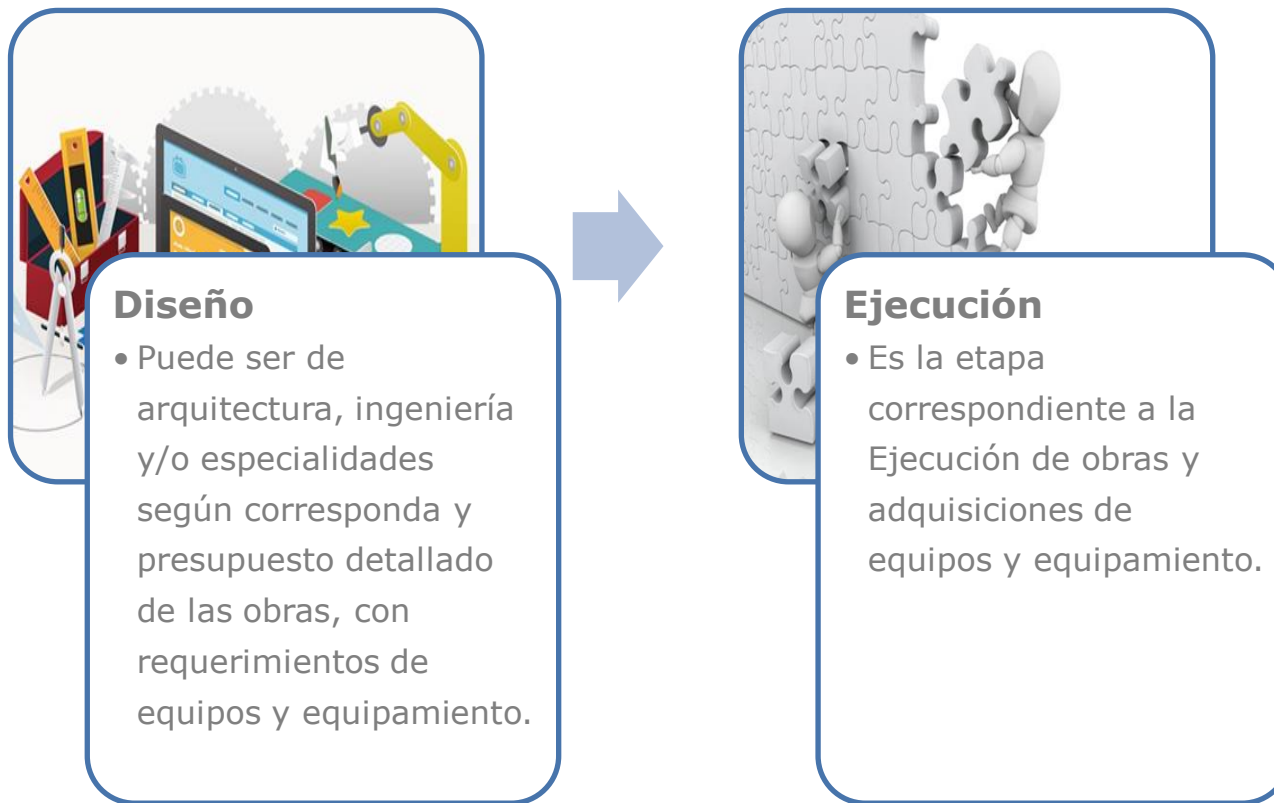 Diseño
• Puede ser de
arquitectura, ingeniería
y/o especialidades
según corresponda y
presupuesto detallado
de las obras, con
requerimientos de
equipos y equipamiento.
Ejecución
• Es la etapa
correspondiente a la
Ejecución de obras y
adquisiciones de
equipos y equipamiento.